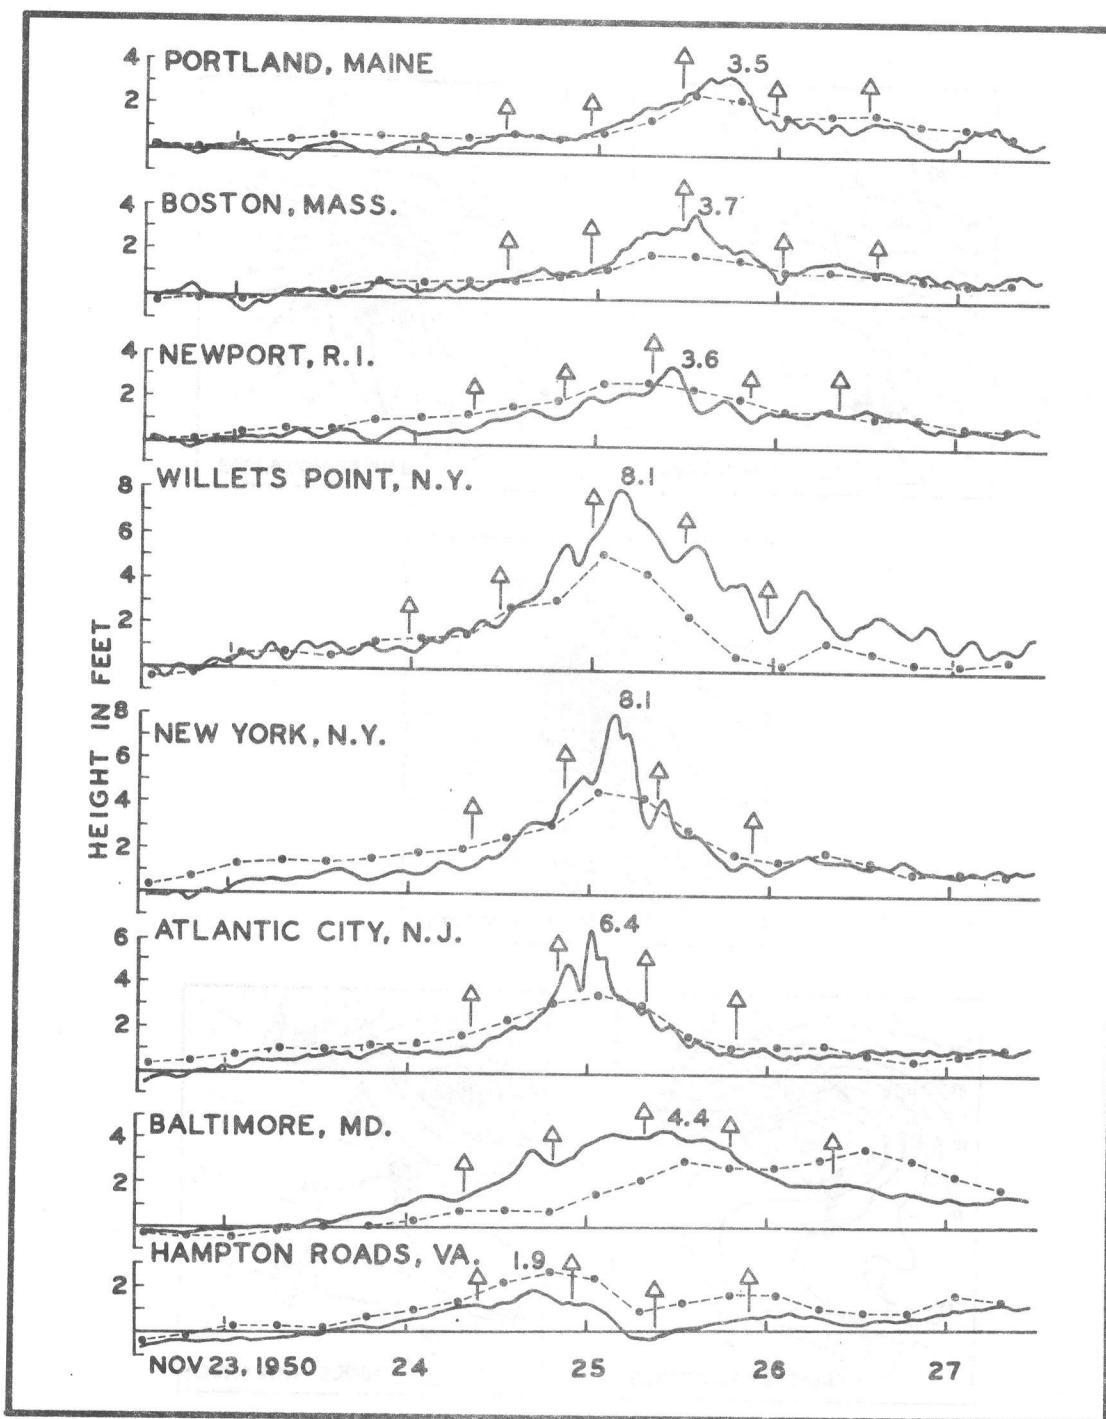 4 PORTLAND, MAINE
3.5
2
4 BOSTON, MASS.
3.7
2
4 NEWPORT, R.I.
3.6
2
WILLETS POINT, N.Y.
8
8.1
6
4
2
HEIGHT IN FEET
8
8.1
NEW YORK, N.Y.
6
4
2
ATLANTIC CITY, N.J.
6
6.4
4
2
BALTIMORE, MD.
4
4.4
2
HAMPTON ROADS, VA.
1.9
2
NOV 23, 1950 24 25 26 27